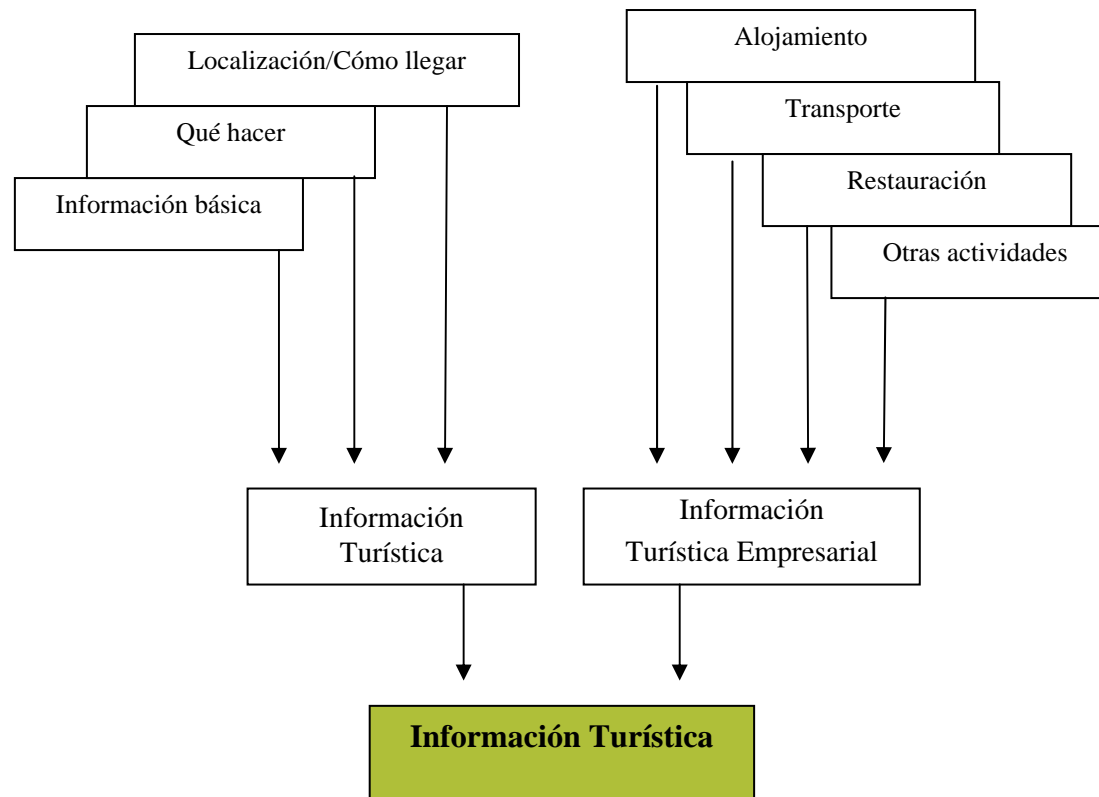 Localización/Cómo llegar
Qué hacer
Información básica
Alojamiento
Transporte
Restauración
Otras actividades
Información
Turística
Información
Turística Empresarial
Información Turística